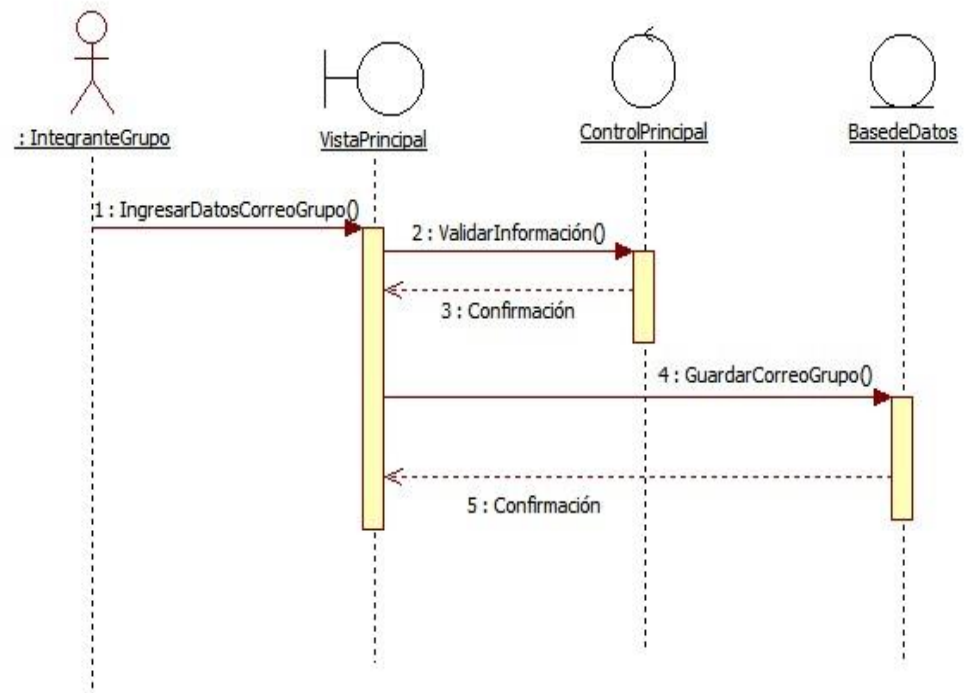 : IntegranteGrupo
VistaPrincipal
ControlPrincipal
BasedeDatos
1 : IngresarDatosCorreoGrupo()
2 : ValidarInformación()
3 : Confirmación
4 : GuardarCorreoGrupo()
5 : Confirmación